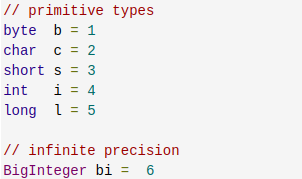 // primitive types
byte  b = 1
char  c = 2
short s = 3
int   i = 4
long  l = 5

// infinite precision
BigInteger bi =  6